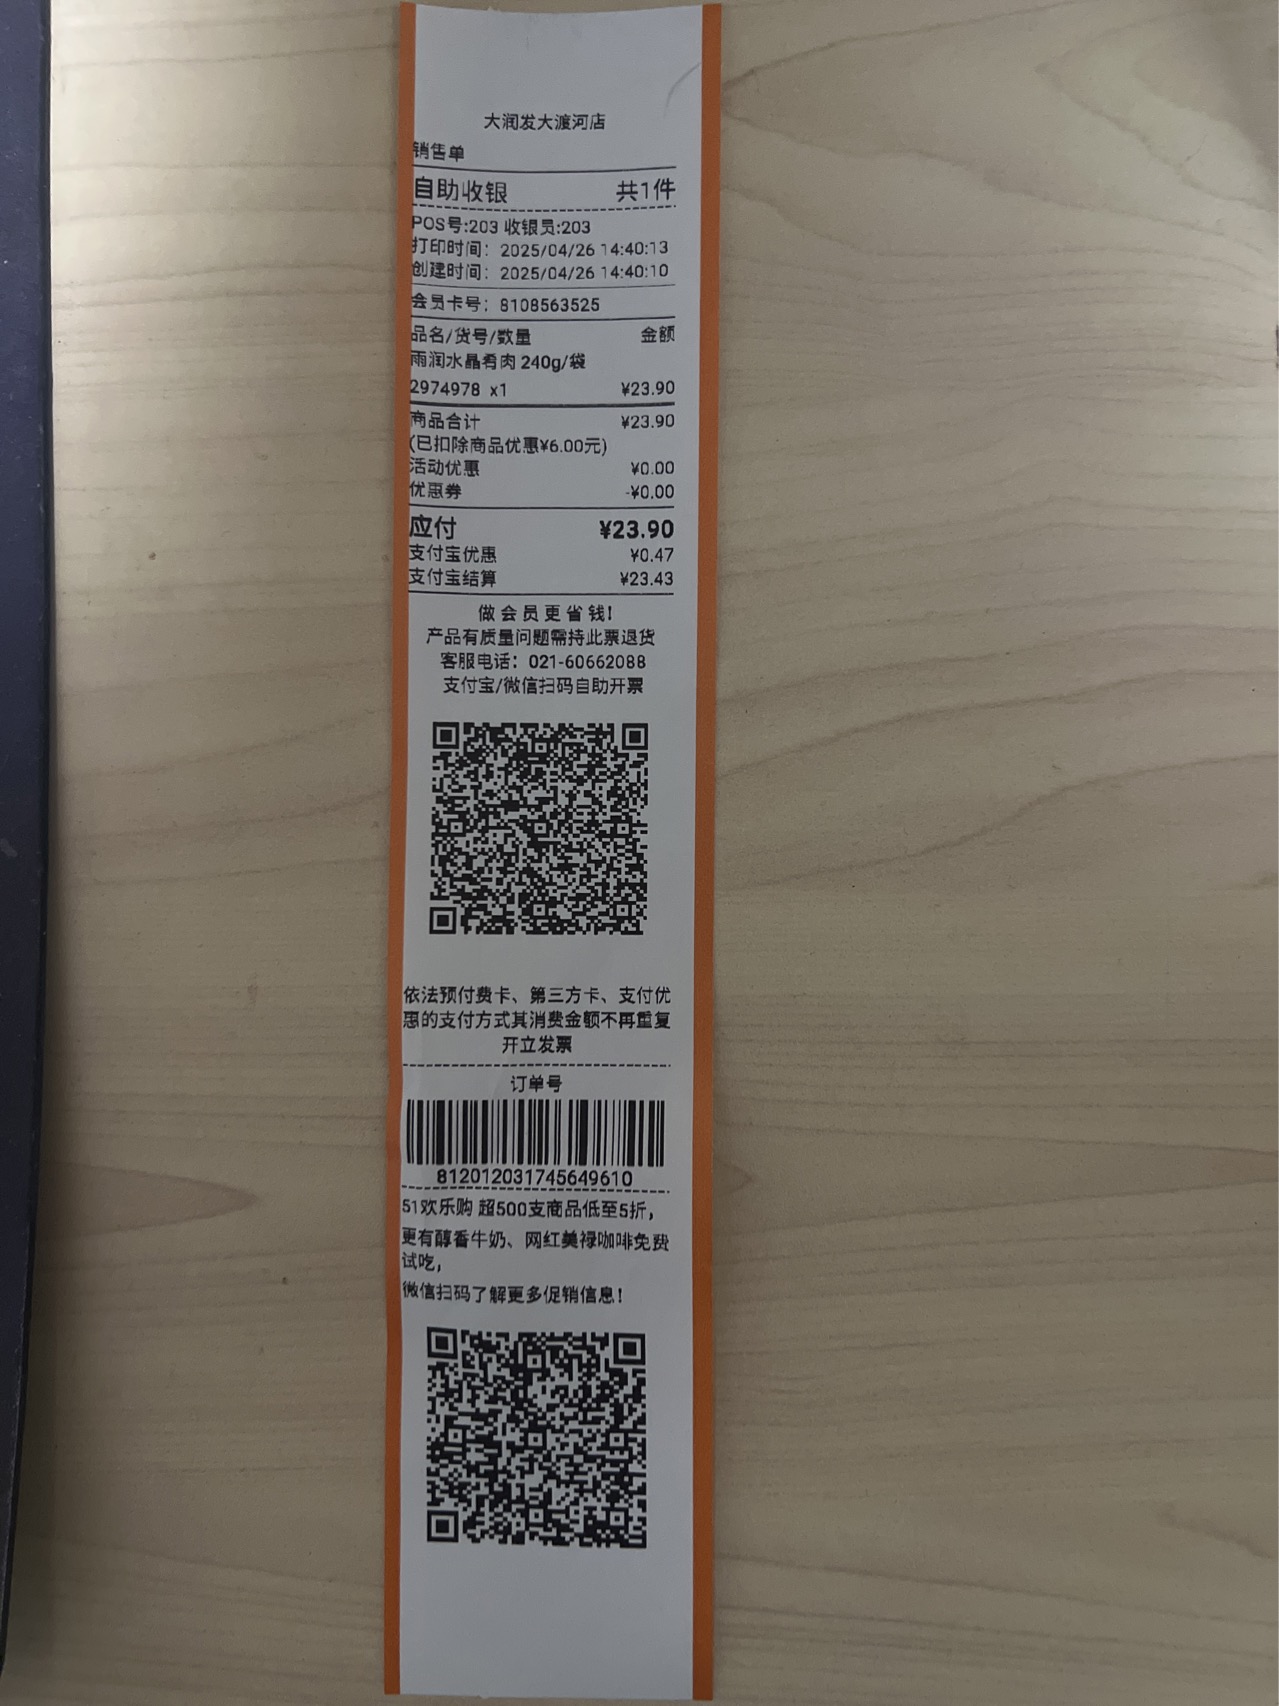 大润发大渡河店
销售单
自助收银 共1件
POS号:203 收银员:203
打印时间：2025/04/26 14:40:13
创建时间：2025/04/26 14:40:10
会员卡号：8108563525
品名/货号/数量 金额
雨润水晶肴肉 240g/袋
2974978 x1 ¥23.90
商品合计 ¥23.90
(已扣除商品优惠¥6.00元)
活动优惠 ¥0.00
优惠券 -¥0.00
应付 ¥23.90
支付宝优惠 ¥0.47
支付宝结算 ¥23.43
做会员更省钱!
产品有质量问题需持此票退货
客服电话：021-60662088
支付宝/微信扫码自助开票
依法预付费卡、第三方卡、支付优
惠的支付方式其消费金额不再重复
开立发票
订单号
812012031745649610
51欢乐购 超500支商品低至5折，
更有醇香牛奶、网红美禄咖啡免费
试吃，
微信扫码了解更多促销信息！